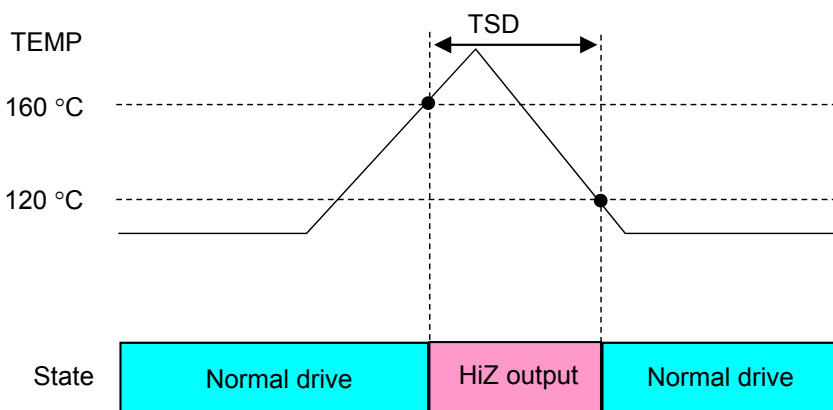 TSD
TEMP
160 °C
120 °C
State
Normal drive
HiZ output
Normal drive